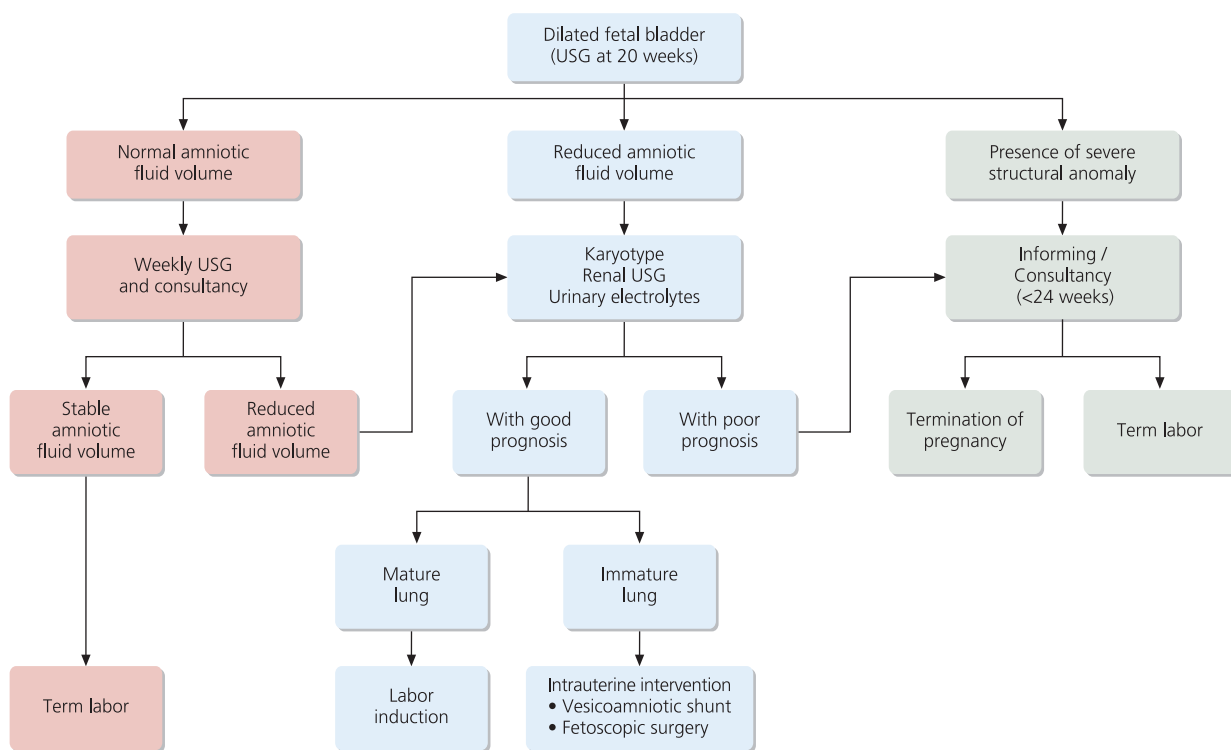 Dilated fetal bladder
(USG at 20 weeks)
Normal amniotic
fluid volume
Reduced amniotic
fluid volume
Presence of severe
structural anomaly
Weekly USG
and consultancy
Karyotype
Renal USG
Urinary electrolytes
Informing /
Consultancy
(<24 weeks)
Stable
amniotic
fluid volume
Reduced
amniotic
fluid volume
With good
prognosis
With poor
prognosis
Termination of
pregnancy
Term labor
Mature
lung
Immature
lung
Term labor
Labor
induction
Intrauterine intervention
• Vesicoamniotic shunt
• Fetoscopic surgery